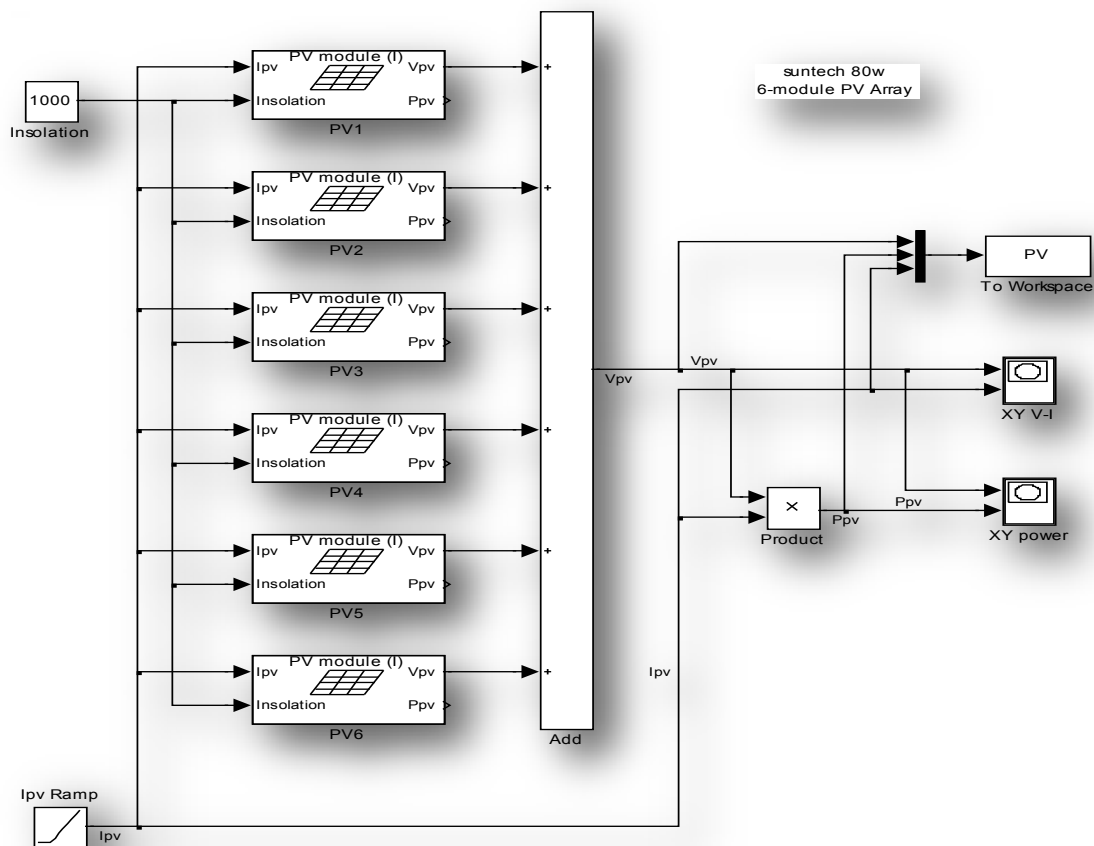 suntech 80w
6-module PV Array
1000
Insolation
PV module (I)
Ipv
Vpv
Insolation
Ppv
PV1
+
PV module (I)
Ipv
Vpv
Insolation
Ppv
PV2
+
PV module (I)
Ipv
Vpv
Insolation
Ppv
PV3
+
PV module (I)
Ipv
Vpv
Insolation
Ppv
PV4
+
PV module (I)
Ipv
Vpv
Insolation
Ppv
PV5
+
PV module (I)
Ipv
Vpv
Insolation
Ppv
PV6
+
Add
Vpv
Vpv
PV
To Workspace
XY V-I
X
Product
Ppv
Ppv
XY power
Ipv
Ipv Ramp
Ipv